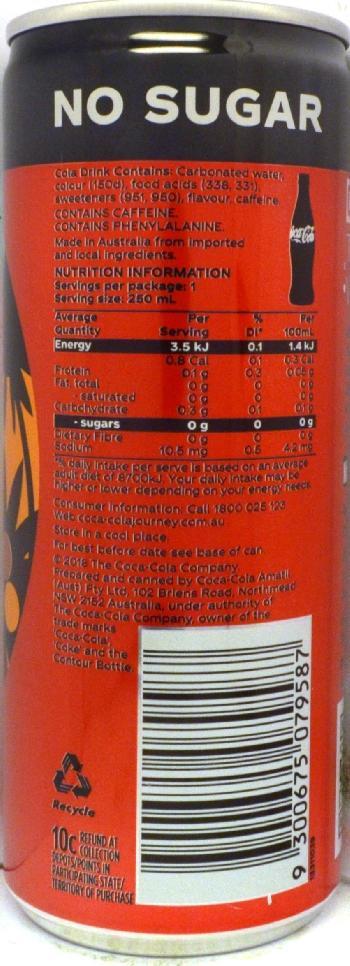 NO SUGAR
Cola Drink Contains: Carbonated water,
colour (150d), food acids (338, 331),
sweeteners (951, 950), flavour, caffeine.
CONTAINS CAFFEINE.
CONTAINS PHENYLALANINE.
Made in Australia from imported
and local ingredients.
Coca-Cola
NUTRITION INFORMATION
Servings per package: 1
Serving size: 250 mL
Average Per % Per
Quantity Serving DI* 100mL
Energy 3.5 kJ 0.1 1.4 kJ
0.8 Cal 0.1 0.3 Cal
Protein 0.1 g 0.3 0.05 g
Fat, total 0 g 0 0 g
- saturated 0 g 0 0 g
Carbohydrate 0.3 g 0.1 0.1 g
- sugars 0 g 0 0 g
Dietary Fibre 0 g 0 0 g
Sodium 10.5 mg 0.5 4.2 mg
*% daily intake per serve is based on an average
adult diet of 8700kJ. Your daily intake may be
higher or lower depending on your energy needs.
Consumer Information: Call 1800 025 123
Web: coca-colajourney.com.au
Store in a cool place.
For best before date see base of can.
© 2018 The Coca-Cola Company.
Prepared and canned by Coca-Cola Amatil
(Aust) Pty Ltd, 102 Briens Road, Northmead
NSW 2152 Australia, under authority of
The Coca-Cola Company, owner of the
trade marks
'Coca-Cola',
'Coke' and the
Contour Bottle.
Recycle
10c REFUND AT
COLLECTION
DEPOTS/POINTS IN
PARTICIPATING STATE/
TERRITORY OF PURCHASE
9 300675 079587